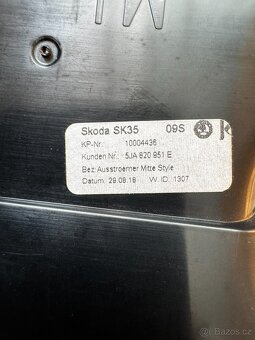 Skoda SK35 09S
KP-Nr.: 10004436
Kunden Nr.: 5JA 820 951 E
Bez: Ausstroemer Mitte Style
Datum: 29.08.18 W. ID: 1307
bazos.cz